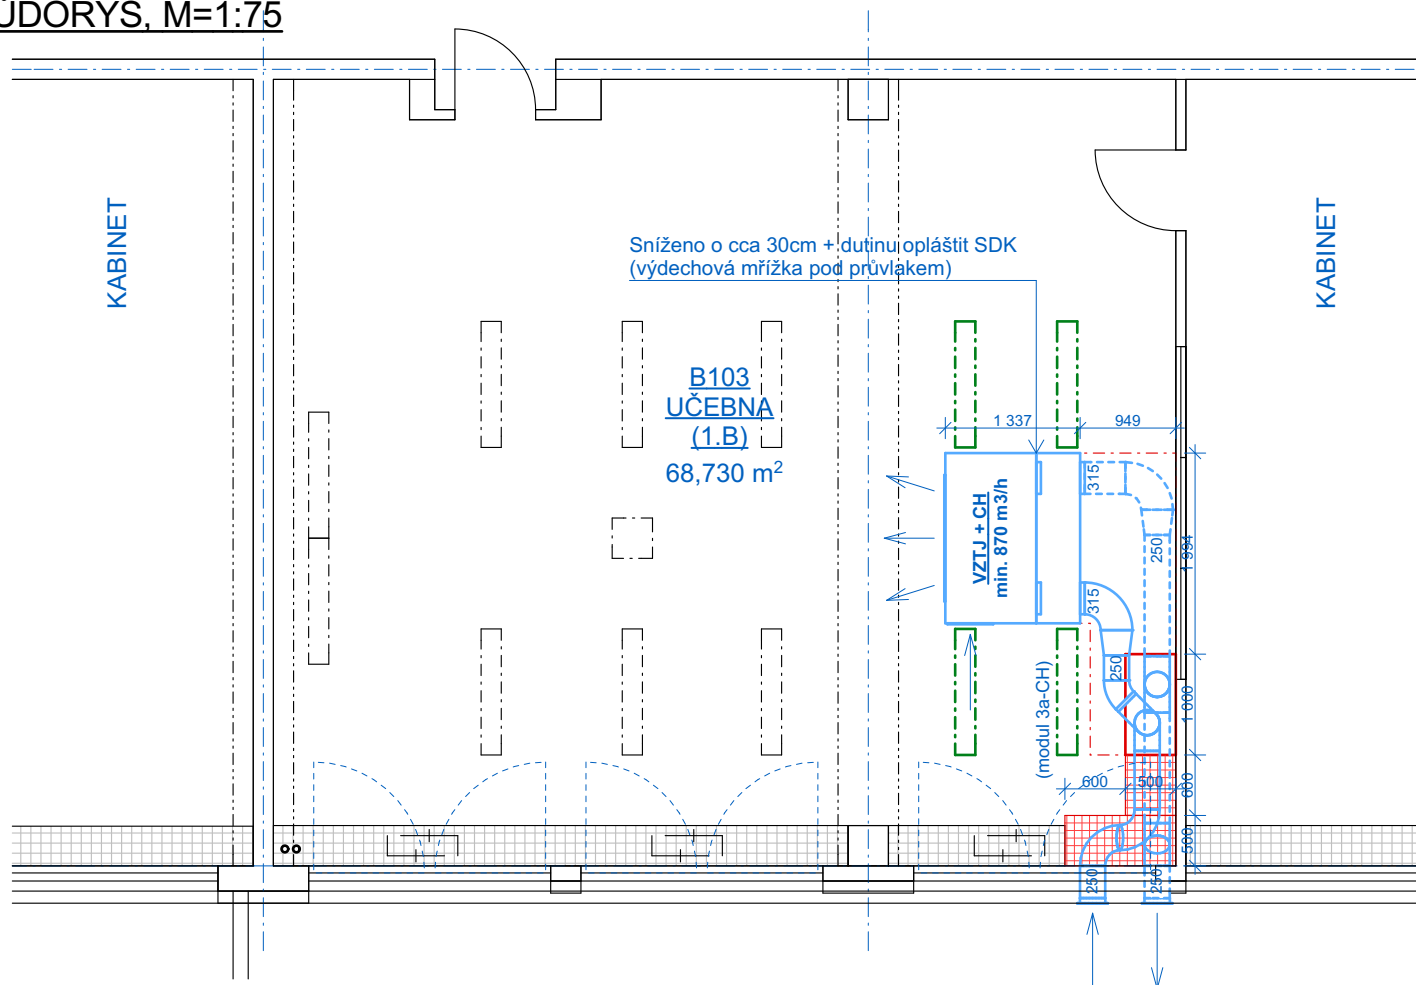 ŮDORYS, M=1:75
KABINET
KABINET
Sníženo o cca 30cm + dutinu opláštit SDK
(výdechová mřížka pod průvlakem)
B103
UČEBNA
(1.B)
68,730 m²
1 337
949
315
VZTJ + CH
min. 870 m3/h
250
1 994
315
250
(modul 3a-CH)
1 000
600
500
600
500
250
250